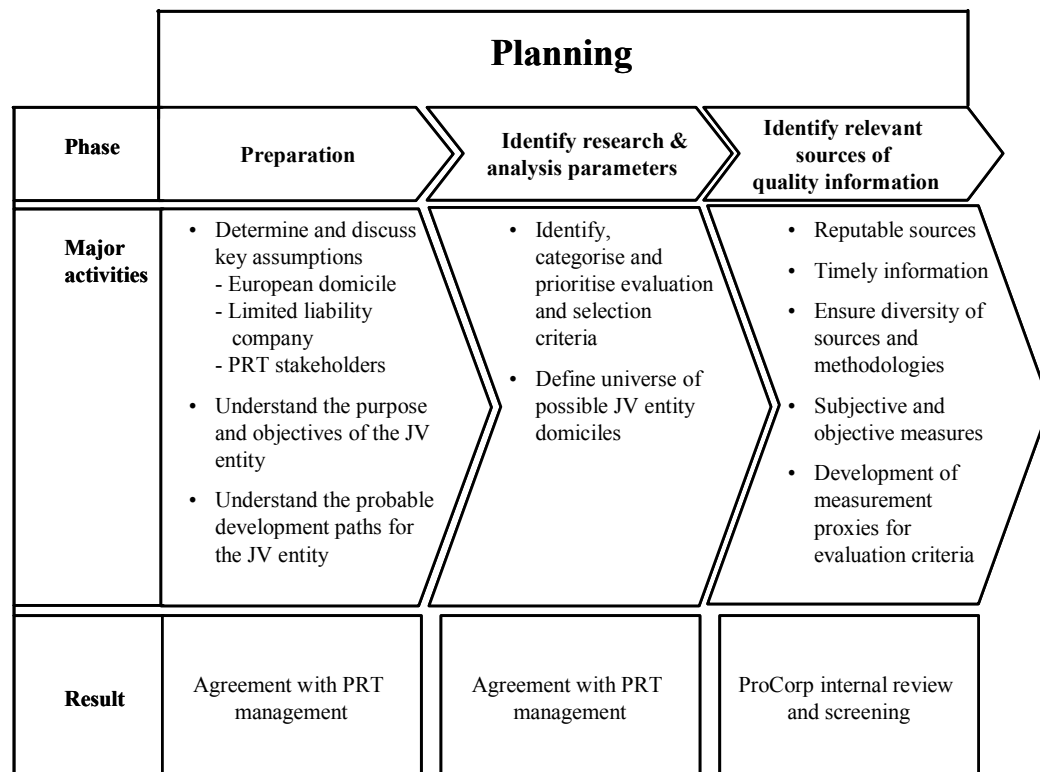 Planning
Phase
Preparation
Identify research &
analysis parameters
Identify relevant
sources of
quality information
Major
activities
• Determine and discuss
key assumptions
- European domicile
- Limited liability
company
- PRT stakeholders
• Understand the purpose
and objectives of the JV
entity
• Understand the probable
development paths for
the JV entity
• Identify,
categorise and
prioritise evaluation
and selection
criteria
• Define universe of
possible JV entity
domiciles
• Reputable sources
• Timely information
• Ensure diversity of
sources and
methodologies
• Subjective and
objective measures
• Development of
measurement
proxies for
evaluation criteria
Result
Agreement with PRT
management
Agreement with PRT
management
ProCorp internal review
and screening